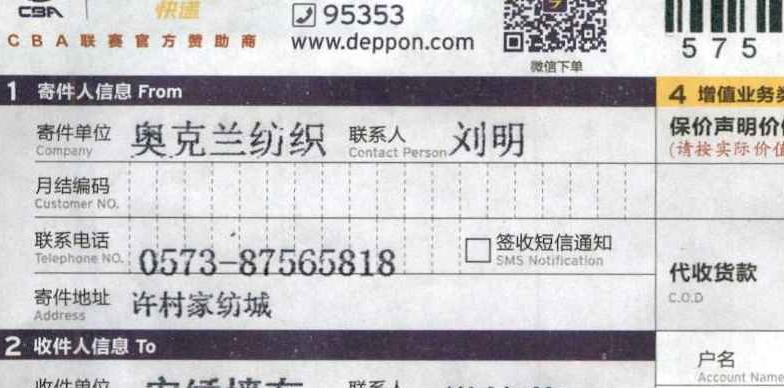 CBA 快递 95353
CBA联赛官方赞助商 www.deppon.com 575
微信下单
1 寄件人信息 From 4 增值业务
寄件单位 奥克兰纺织 联系人 刘明 保价声明价
Company Contact Person (请按实际价值
月结编码
Customer NO.
联系电话 0573-87565818 签收短信通知
Telephone NO. SMS Notification 代收货款
寄件地址 许村家纺城 C.O.D
Address
2 收件人信息 To 户名
收件单位 联系人 Account Name